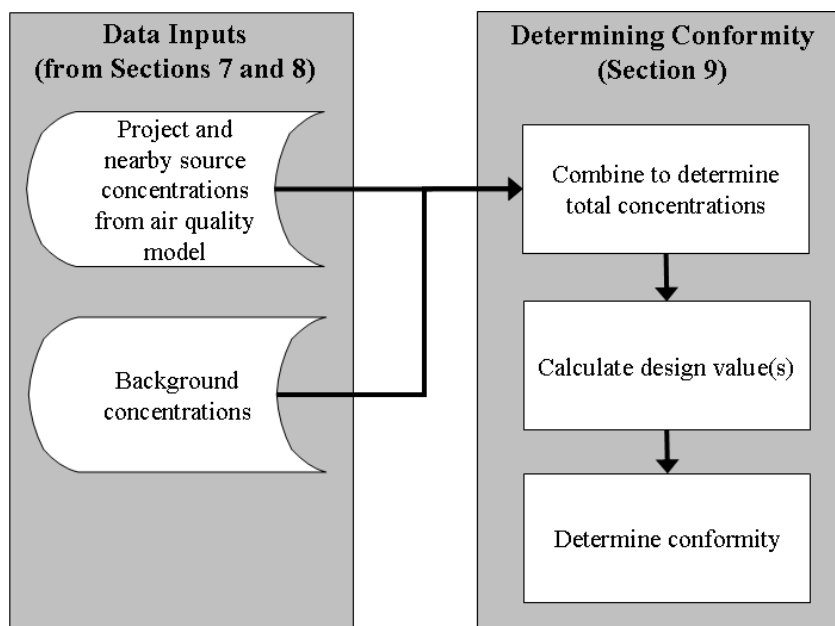 Data Inputs
(from Sections 7 and 8)
Project and
nearby source
concentrations
from air quality
model
Background
concentrations
Determining Conformity
(Section 9)
Combine to determine
total concentrations
Calculate design value(s)
Determine conformity